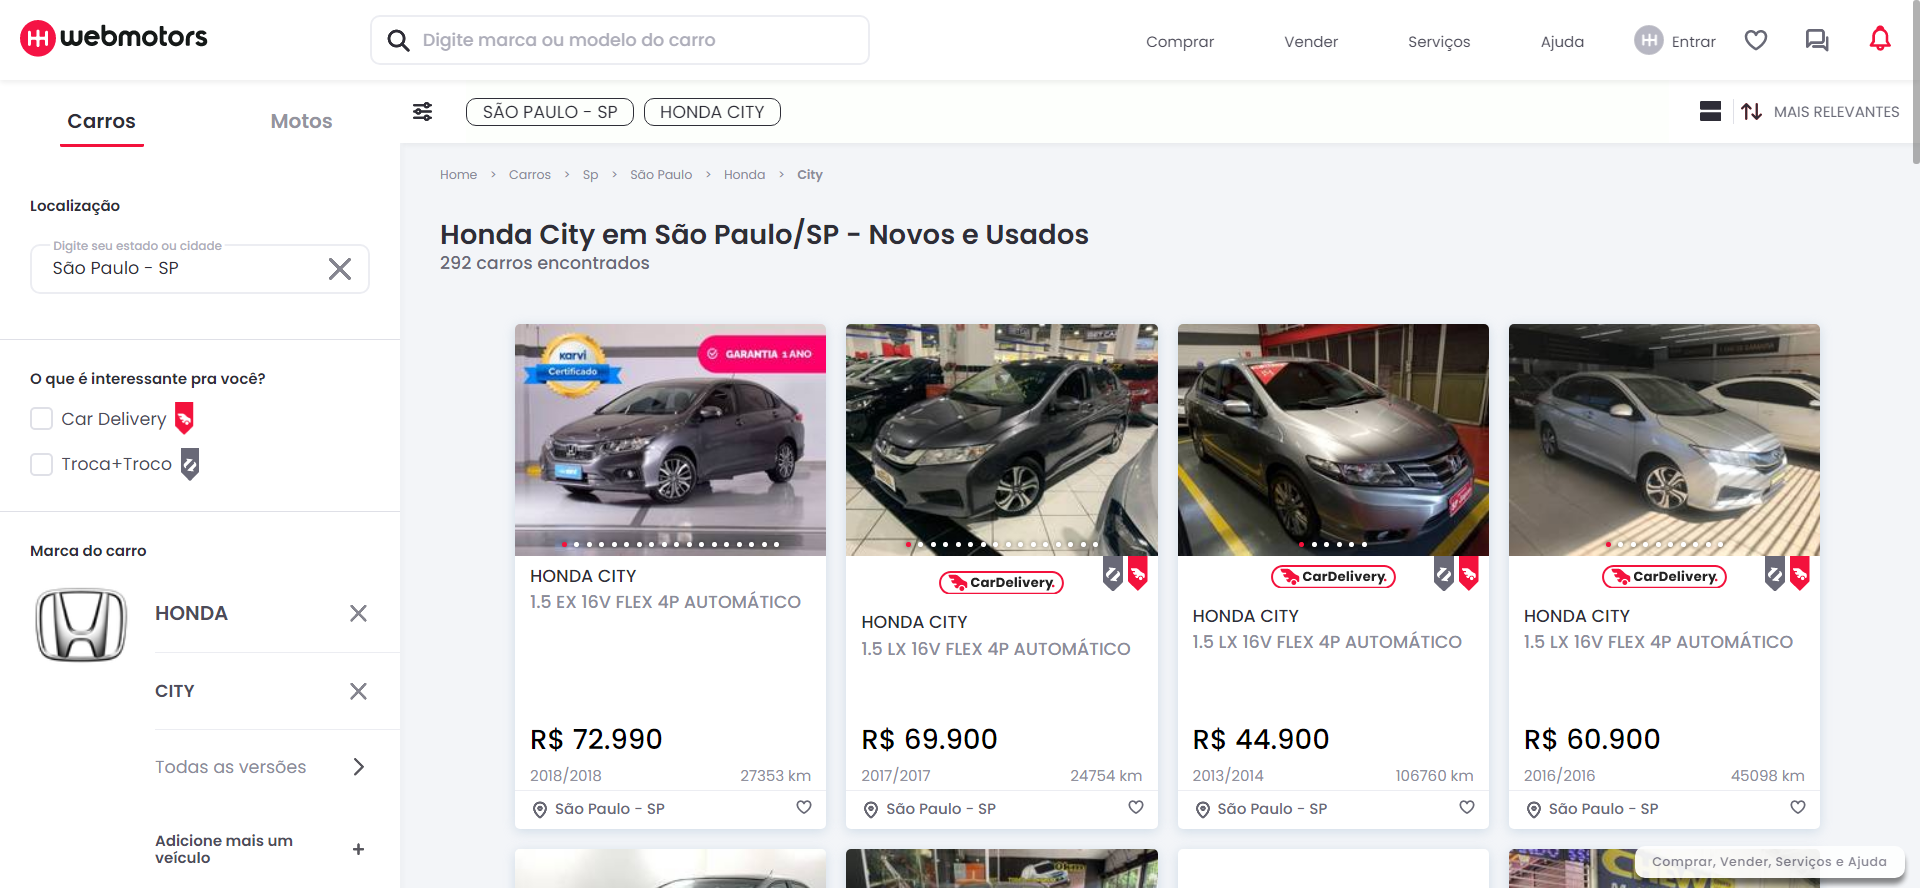 webmotors
Digite marca ou modelo do carro
Comprar
Vender
Serviços
Ajuda
Entrar
Carros
Motos
SÃO PAULO - SP
HONDA CITY
MAIS RELEVANTES
Localização
Digite seu estado ou cidade
São Paulo - SP
O que é interessante pra você?
Car Delivery
Troca+Troco
Marca do carro
HONDA
CITY
Todas as versões
Adicione mais um
veículo
Home > Carros > Sp > São Paulo > Honda > City
Honda City em São Paulo/SP - Novos e Usados
292 carros encontrados
karvi
Certificado
GARANTIA 1 ANO
HONDA CITY
1.5 EX 16V FLEX 4P AUTOMÁTICO
R$ 72.990
2018/2018
27353 km
São Paulo - SP
CarDelivery.
HONDA CITY
1.5 LX 16V FLEX 4P AUTOMÁTICO
R$ 69.900
2017/2017
24754 km
São Paulo - SP
CarDelivery.
HONDA CITY
1.5 LX 16V FLEX 4P AUTOMÁTICO
R$ 44.900
2013/2014
106760 km
São Paulo - SP
CarDelivery.
HONDA CITY
1.5 LX 16V FLEX 4P AUTOMÁTICO
R$ 60.900
2016/2016
45098 km
São Paulo - SP
Comprar, Vender, Serviços e Ajuda